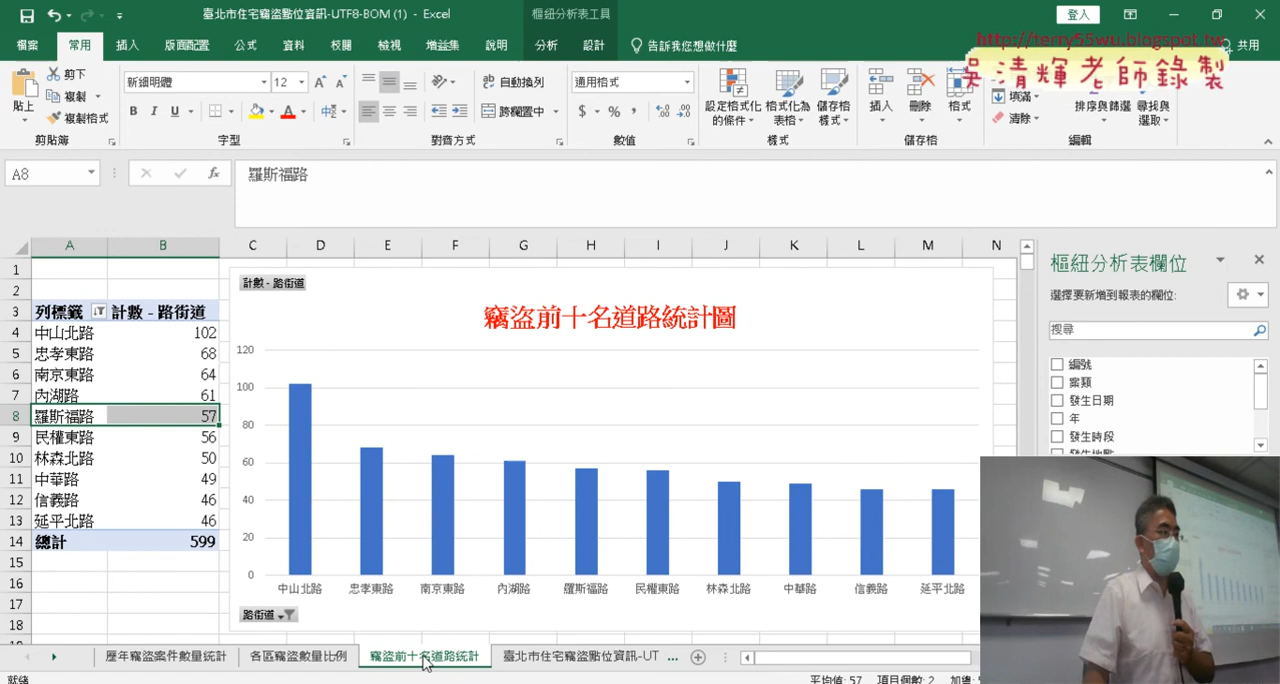 臺北市住宅竊盜點位資訊-UTF8-BOM (1) - Excel
樞紐分析表工具
登入
檔案 常用 插入 版面配置 公式 資料 校閱 檢視 增益集 說明 分析 設計 告訴我您想做什麼 共用
http://terry55wu.blogspot.tw
吳清輝老師錄製
貼上 剪下 複製 複製格式
新細明體 12
B I U
自動換列
跨欄置中
通用格式
$ % ,
設定格式化的條件 格式化為表格 儲存格樣式
插入 刪除 格式
填滿
清除
排序與篩選 尋找與選取
剪貼簿 字型 對齊方式 數值 樣式 儲存格 編輯
A8 fx 羅斯福路
A B C D E F G H I J K L M N
1
2
3 列標籤 計數 - 路街道
4 中山北路 102
5 忠孝東路 68
6 南京東路 64
7 內湖路 61
8 羅斯福路 57
9 民權東路 56
10 林森北路 50
11 中華路 49
12 信義路 46
13 延平北路 46
14 總計 599
15
16
17
18
計數 - 路街道
竊盜前十名道路統計圖
120
100
80
60
40
20
0
中山北路 忠孝東路 南京東路 內湖路 羅斯福路 民權東路 林森北路 中華路 信義路 延平北路
路街道
樞紐分析表欄位
選擇要新增到報表的欄位:
搜尋
編號
案類
發生日期
年
發生時段
歷年竊盜案件數量統計 各區竊盜數量比例 竊盜前十名道路統計 臺北市住宅竊盜點位資訊-UT ...
就緒 平均值: 57 項目個數: 2